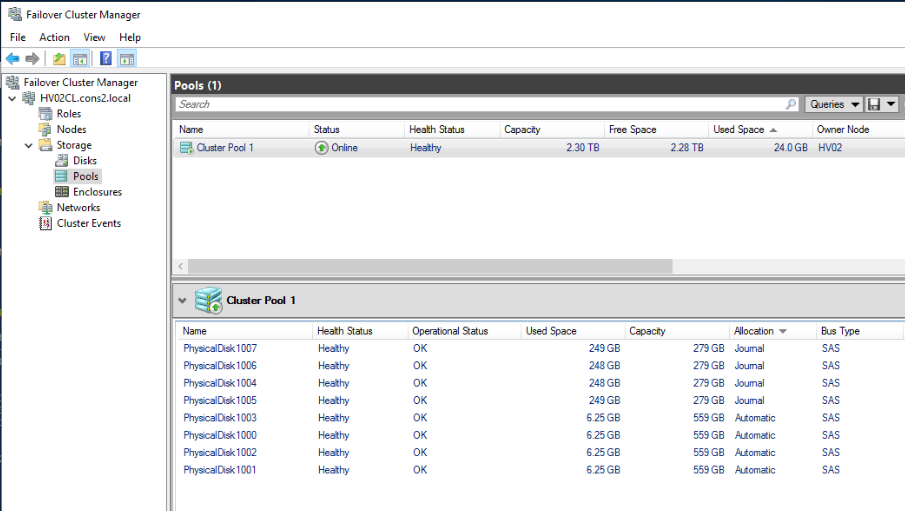 Failover Cluster Manager
File Action View Help
Failover Cluster Manager
HV02CL.cons2.local
Roles
Nodes
Storage
Disks
Pools
Enclosures
Networks
Cluster Events
Pools (1)
Search
Queries
Name Status Health Status Capacity Free Space Used Space Owner Node
Cluster Pool 1 Online Healthy 2.30 TB 2.28 TB 24.0 GB HV02
Cluster Pool 1
Name Health Status Operational Status Used Space Capacity Allocation Bus Type
PhysicalDisk1007 Healthy OK 249 GB 279 GB Journal SAS
PhysicalDisk1006 Healthy OK 248 GB 279 GB Journal SAS
PhysicalDisk1004 Healthy OK 248 GB 279 GB Journal SAS
PhysicalDisk1005 Healthy OK 249 GB 279 GB Journal SAS
PhysicalDisk1003 Healthy OK 6.25 GB 559 GB Automatic SAS
PhysicalDisk1000 Healthy OK 6.25 GB 559 GB Automatic SAS
PhysicalDisk1002 Healthy OK 6.25 GB 559 GB Automatic SAS
PhysicalDisk1001 Healthy OK 6.25 GB 559 GB Automatic SAS